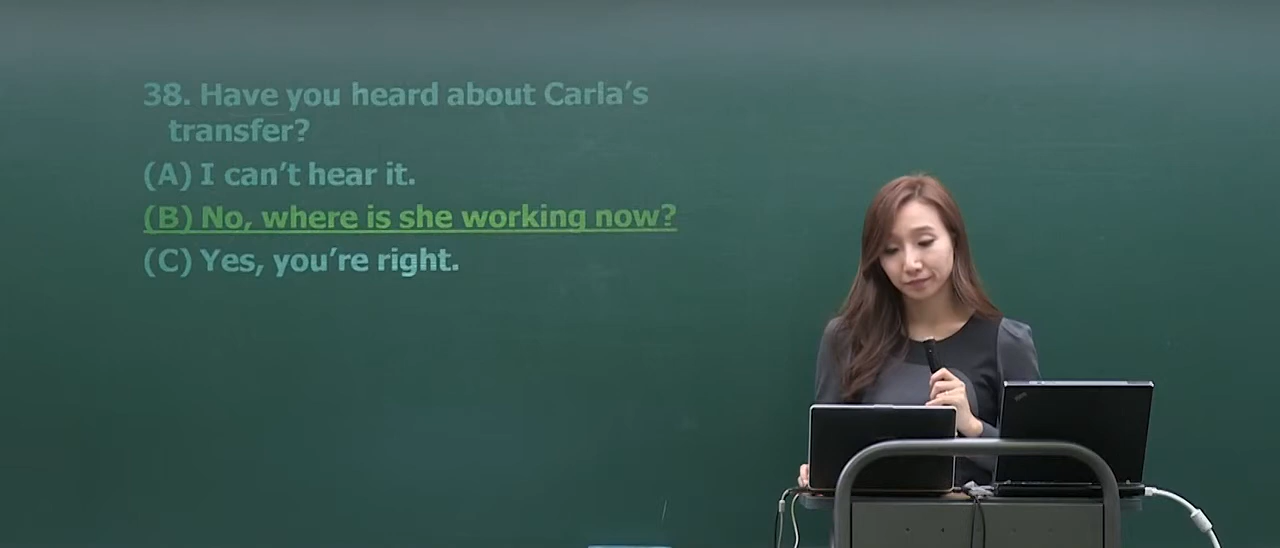 38. Have you heard about Carla's
transfer?
(A) I can't hear it.
(B) No, where is she working now?
(C) Yes, you're right.